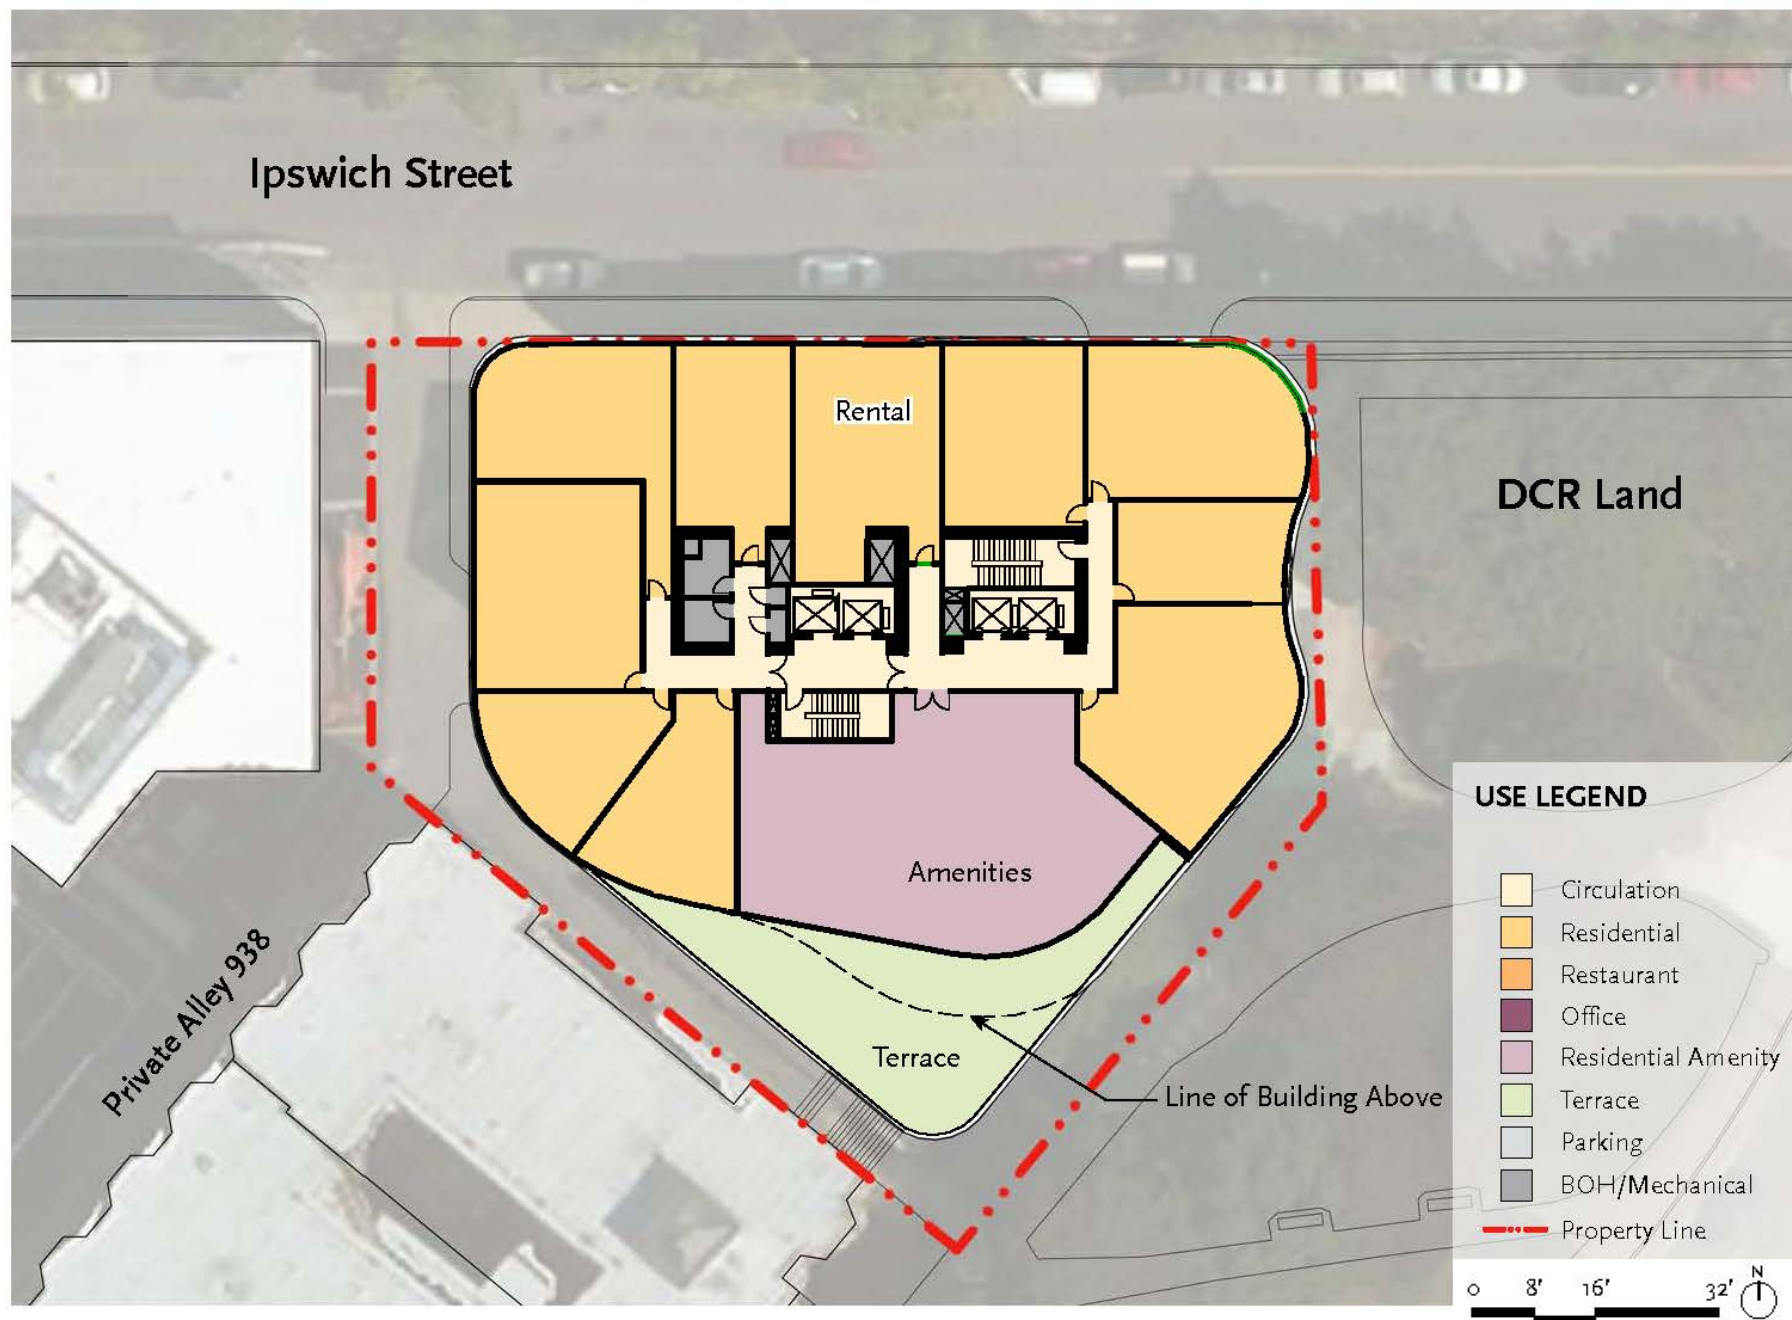 Ipswich Street
Rental
DCR Land
Amenities
Terrace
Line of Building Above
Private Alley 938
USE LEGEND
Circulation
Residential
Restaurant
Office
Residential Amenity
Terrace
Parking
BOH/Mechanical
Property Line
0 8' 16' 32'
N